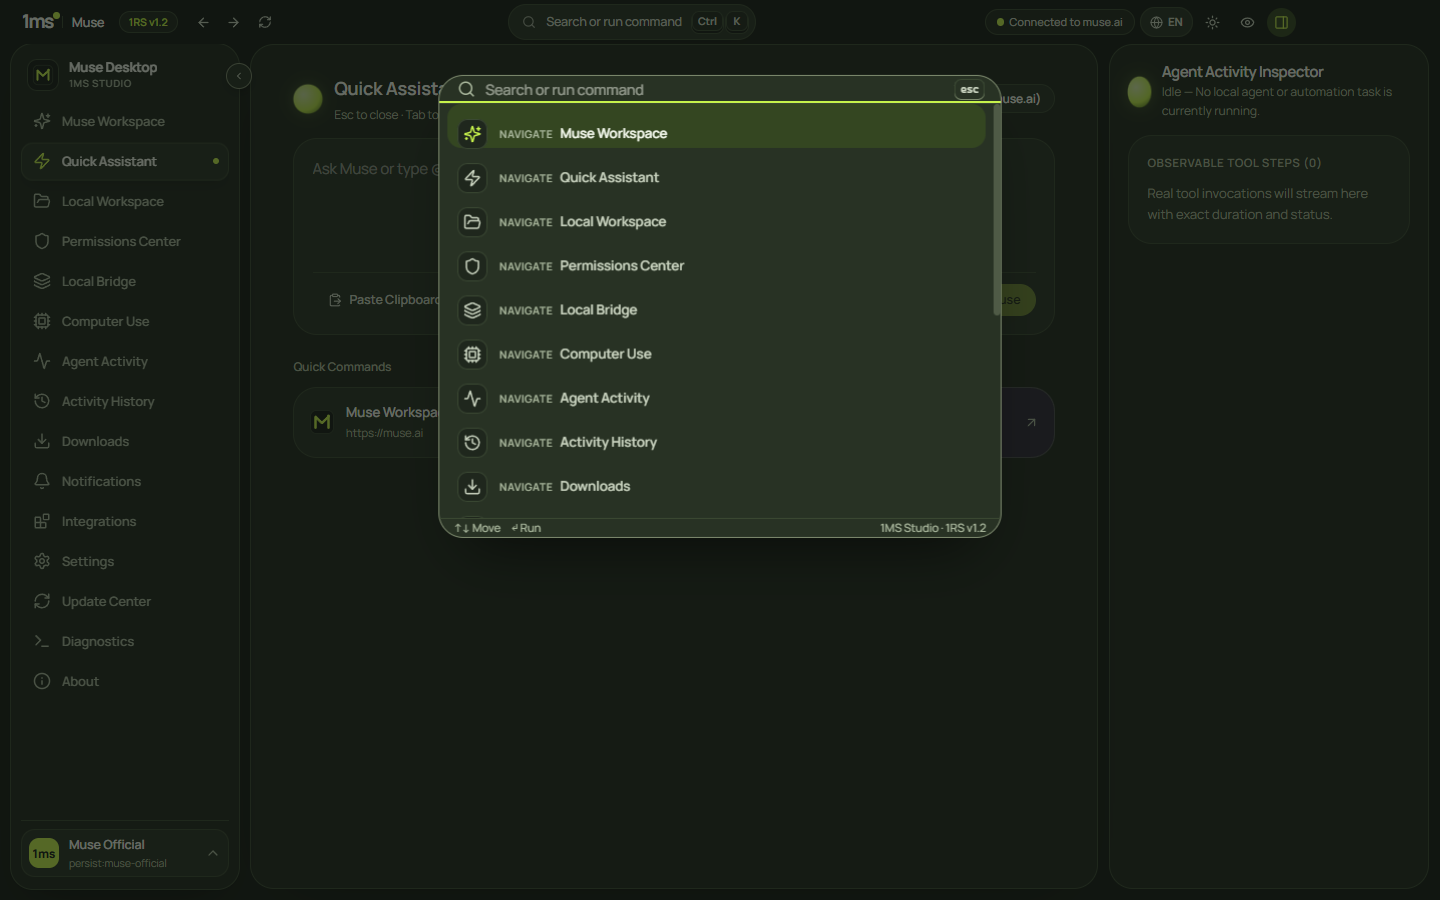 1ms Muse 1RS v1.2 Search or run command Ctrl K Connected to muse.ai EN
Muse Desktop
1MS STUDIO
Muse Workspace
Quick Assistant
Local Workspace
Permissions Center
Local Bridge
Computer Use
Agent Activity
Activity History
Downloads
Notifications
Integrations
Settings
Update Center
Diagnostics
About
1ms Muse Official
persist:muse-official
Quick Assist
Esc to close · Tab to
use.ai)
Ask Muse or type @
Paste Clipboard
use
Quick Commands
Muse Workspa
https://muse.ai
Search or run command esc
NAVIGATE Muse Workspace
NAVIGATE Quick Assistant
NAVIGATE Local Workspace
NAVIGATE Permissions Center
NAVIGATE Local Bridge
NAVIGATE Computer Use
NAVIGATE Agent Activity
NAVIGATE Activity History
NAVIGATE Downloads
↑↓ Move ↵ Run 1MS Studio · 1RS v1.2
Agent Activity Inspector
Idle — No local agent or automation task is
currently running.
OBSERVABLE TOOL STEPS (0)
Real tool invocations will stream here
with exact duration and status.